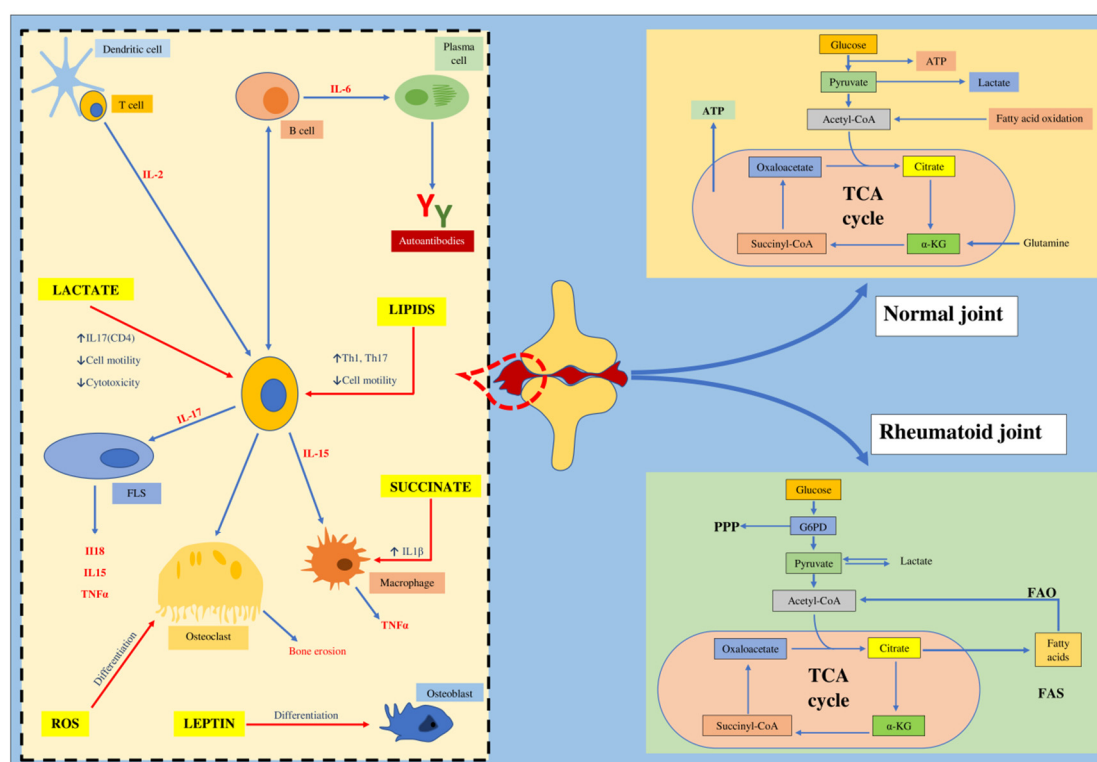 Dendritic cell
T cell
B cell
IL-6
Plasma
cell
IL-2
Autoantibodies
LACTATE
↑IL17(CD4)
↓Cell motility
↓Cytotoxicity
LIPIDS
↑Th1, Th17
↓Cell motility
IL-17
IL-15
FLS
Il18
IL15
TNFα
SUCCINATE
↑ IL1β
Macrophage
TNFα
Osteoclast
Bone erosion
Differentiation
ROS
LEPTIN
Differentiation
Osteoblast
Glucose
ATP
Pyruvate
Lactate
ATP
Acetyl-CoA
Fatty acid oxidation
Oxaloacetate
Citrate
TCA
cycle
Succinyl-CoA
α-KG
Glutamine
Normal joint
Rheumatoid joint
Glucose
PPP
G6PD
Pyruvate
Lactate
Acetyl-CoA
FAO
Oxaloacetate
Citrate
Fatty
acids
TCA
cycle
FAS
Succinyl-CoA
α-KG